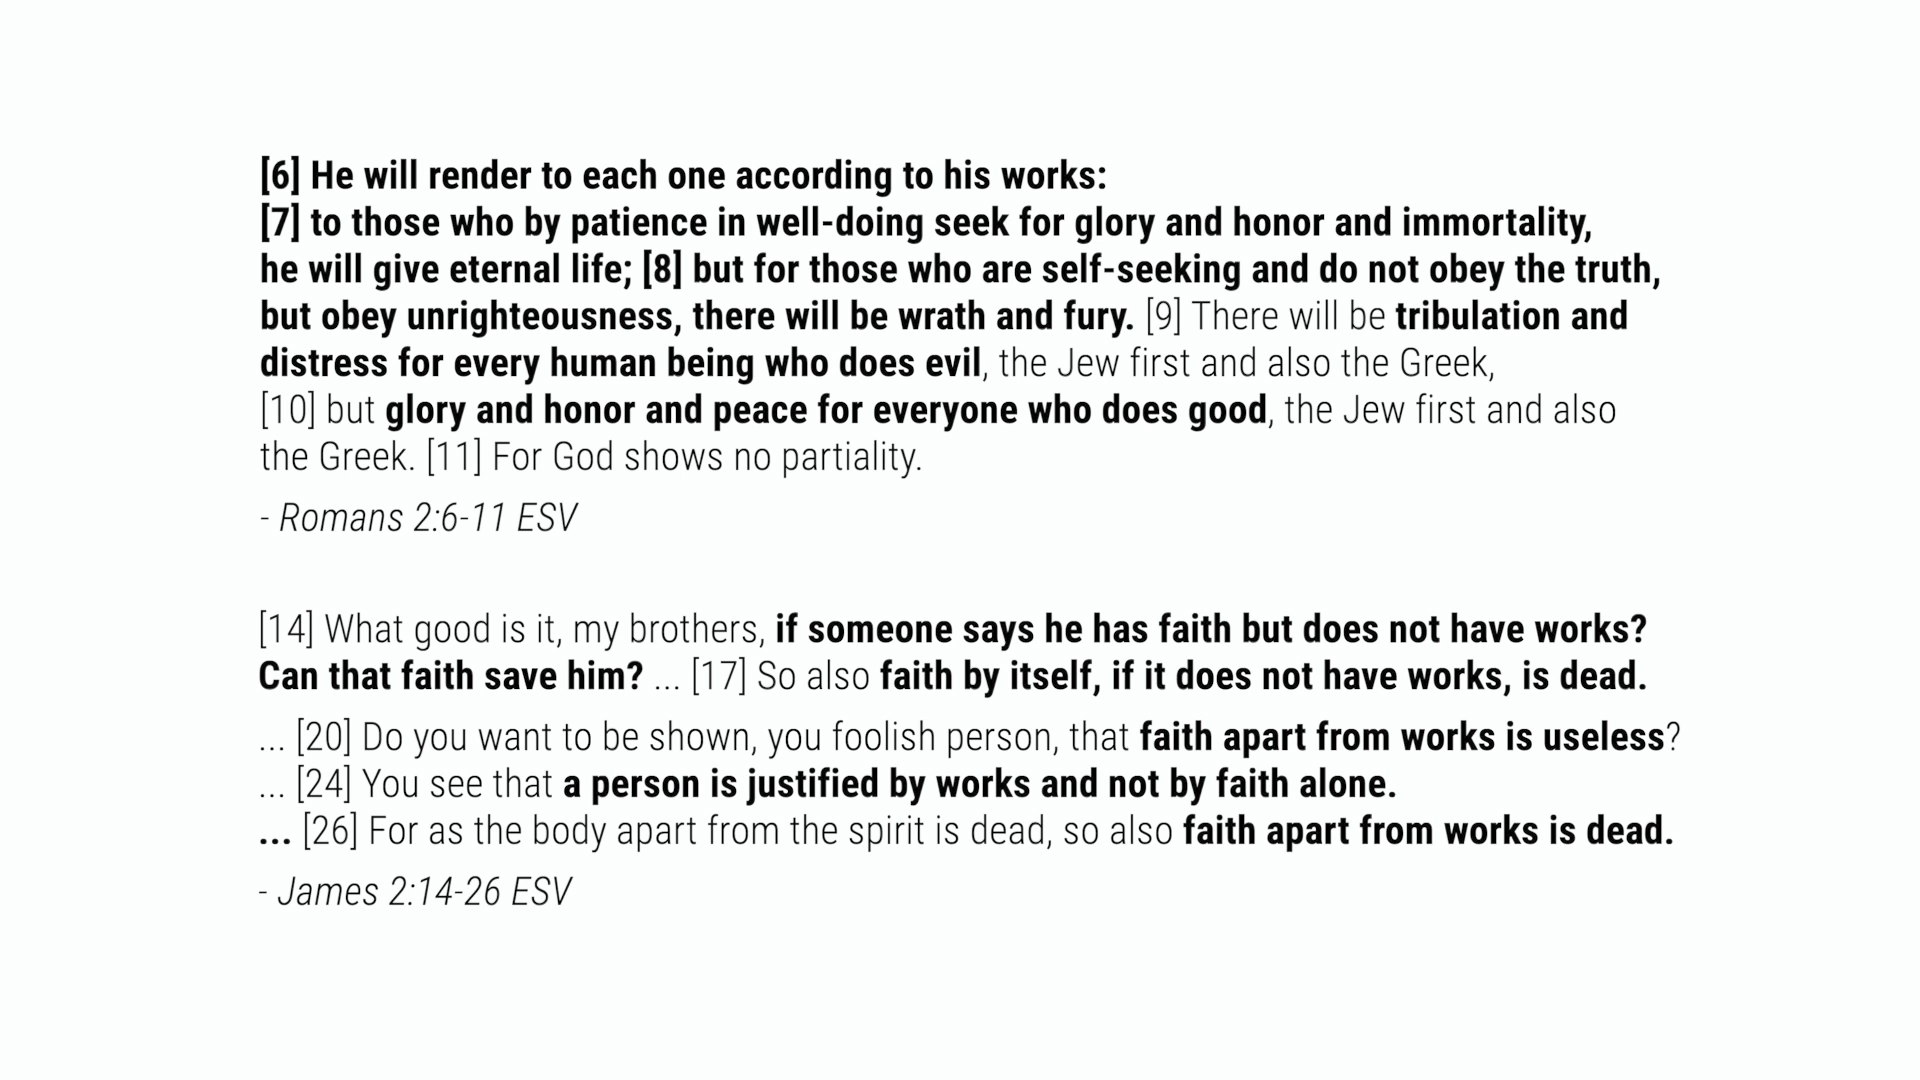 [6] He will render to each one according to his works:
[7] to those who by patience in well-doing seek for glory and honor and immortality,
he will give eternal life; [8] but for those who are self-seeking and do not obey the truth,
but obey unrighteousness, there will be wrath and fury. [9] There will be tribulation and
distress for every human being who does evil, the Jew first and also the Greek,
[10] but glory and honor and peace for everyone who does good, the Jew first and also
the Greek. [11] For God shows no partiality.
- Romans 2:6-11 ESV
[14] What good is it, my brothers, if someone says he has faith but does not have works?
Can that faith save him? ... [17] So also faith by itself, if it does not have works, is dead.
... [20] Do you want to be shown, you foolish person, that faith apart from works is useless?
... [24] You see that a person is justified by works and not by faith alone.
... [26] For as the body apart from the spirit is dead, so also faith apart from works is dead.
- James 2:14-26 ESV